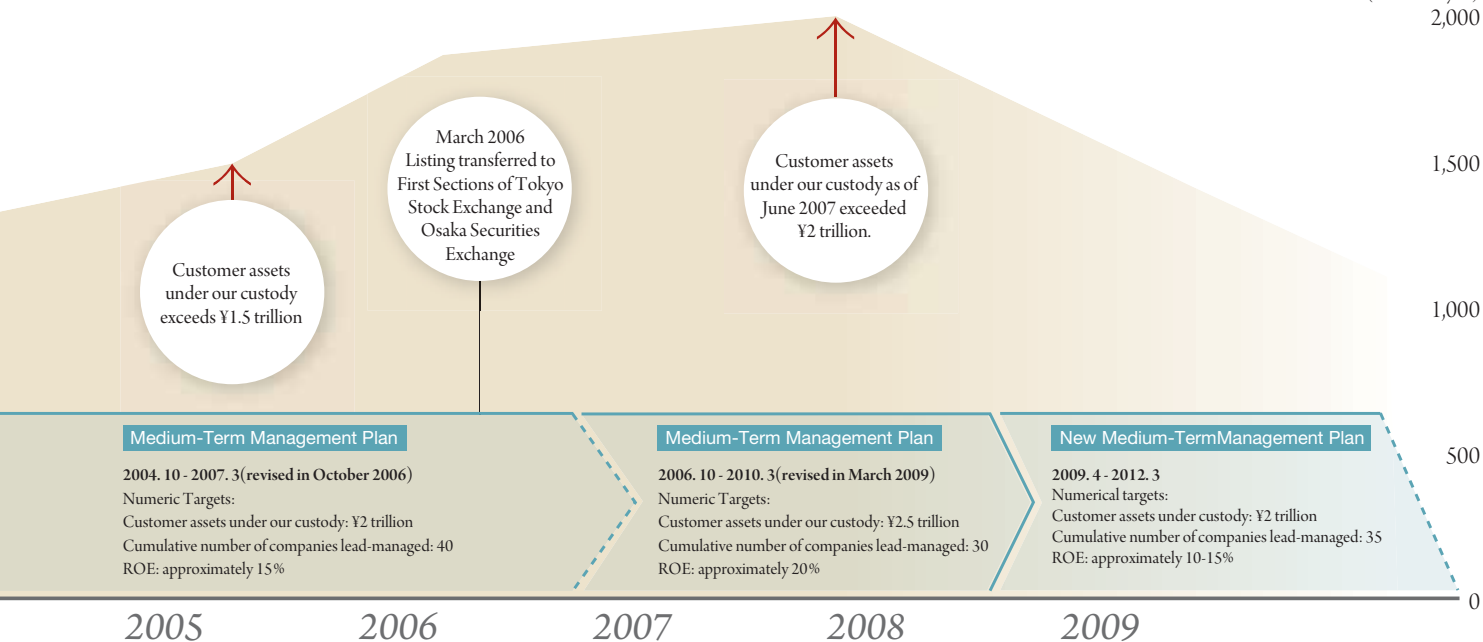 2,000
1,500
1,000
500
0
Customer assets
under our custody
exceeds ¥1.5 trillion
March 2006
Listing transferred to
First Sections of Tokyo
Stock Exchange and
Osaka Securities
Exchange
Customer assets
under our custody as of
June 2007 exceeded
¥2 trillion.
Medium-Term Management Plan
2004. 10 - 2007. 3(revised in October 2006)
Numeric Targets:
Customer assets under our custody: ¥2 trillion
Cumulative number of companies lead-managed: 40
ROE: approximately 15%
Medium-Term Management Plan
2006. 10 - 2010. 3(revised in March 2009)
Numeric Targets:
Customer assets under our custody: ¥2.5 trillion
Cumulative number of companies lead-managed: 30
ROE: approximately 20%
New Medium-TermManagement Plan
2009. 4 - 2012. 3
Numerical targets:
Customer assets under custody: ¥2 trillion
Cumulative number of companies lead-managed: 35
ROE: approximately 10-15%
2005 2006 2007 2008 2009